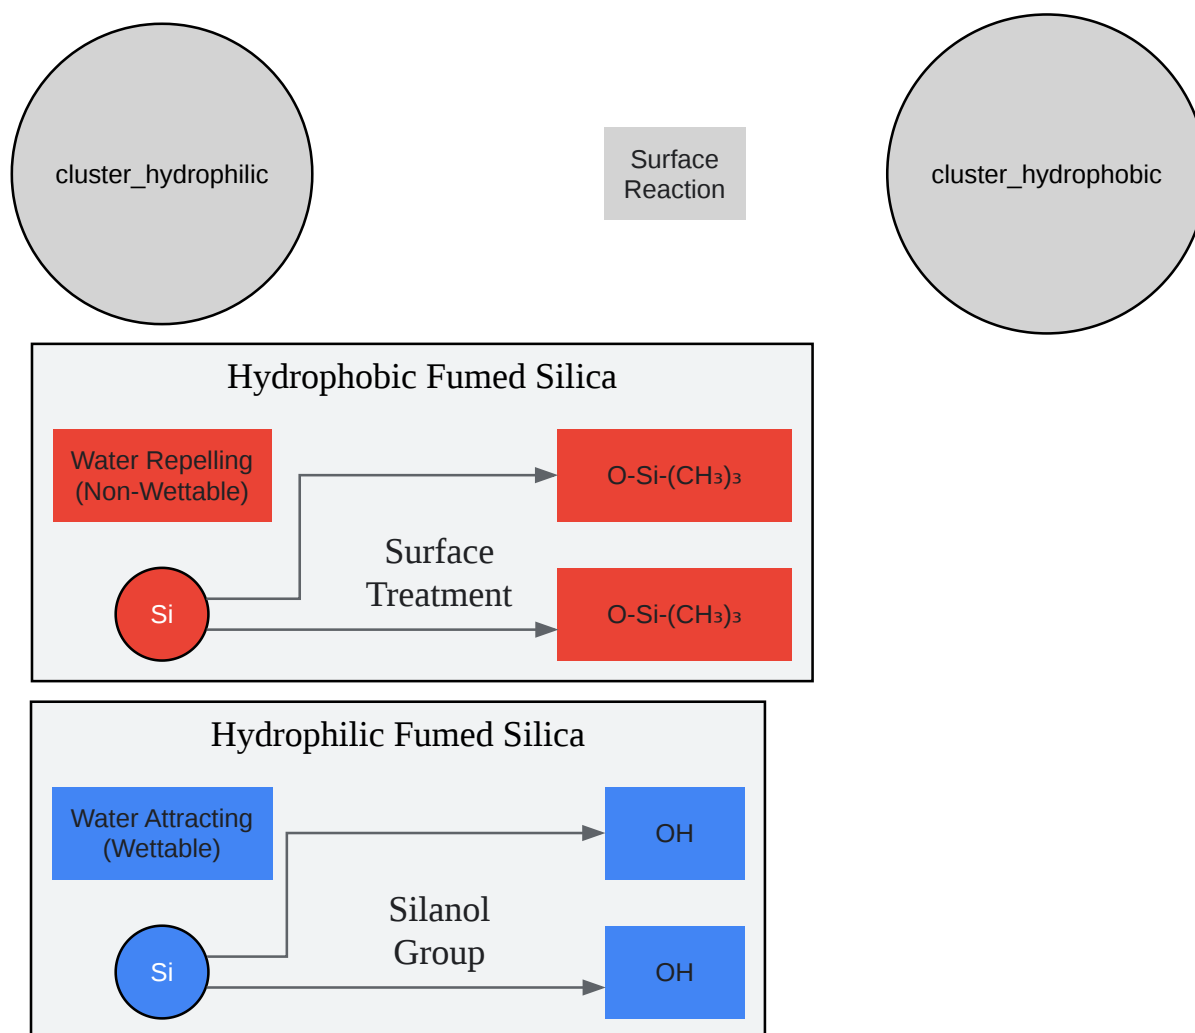 cluster_hydrophilic
Surface
Reaction
cluster_hydrophobic
Hydrophobic Fumed Silica
Water Repelling
(Non-Wettable)
O-Si-(CH₃)₃
Surface
Treatment
Si
O-Si-(CH₃)₃
Hydrophilic Fumed Silica
Water Attracting
(Wettable)
OH
Silanol
Group
Si
OH